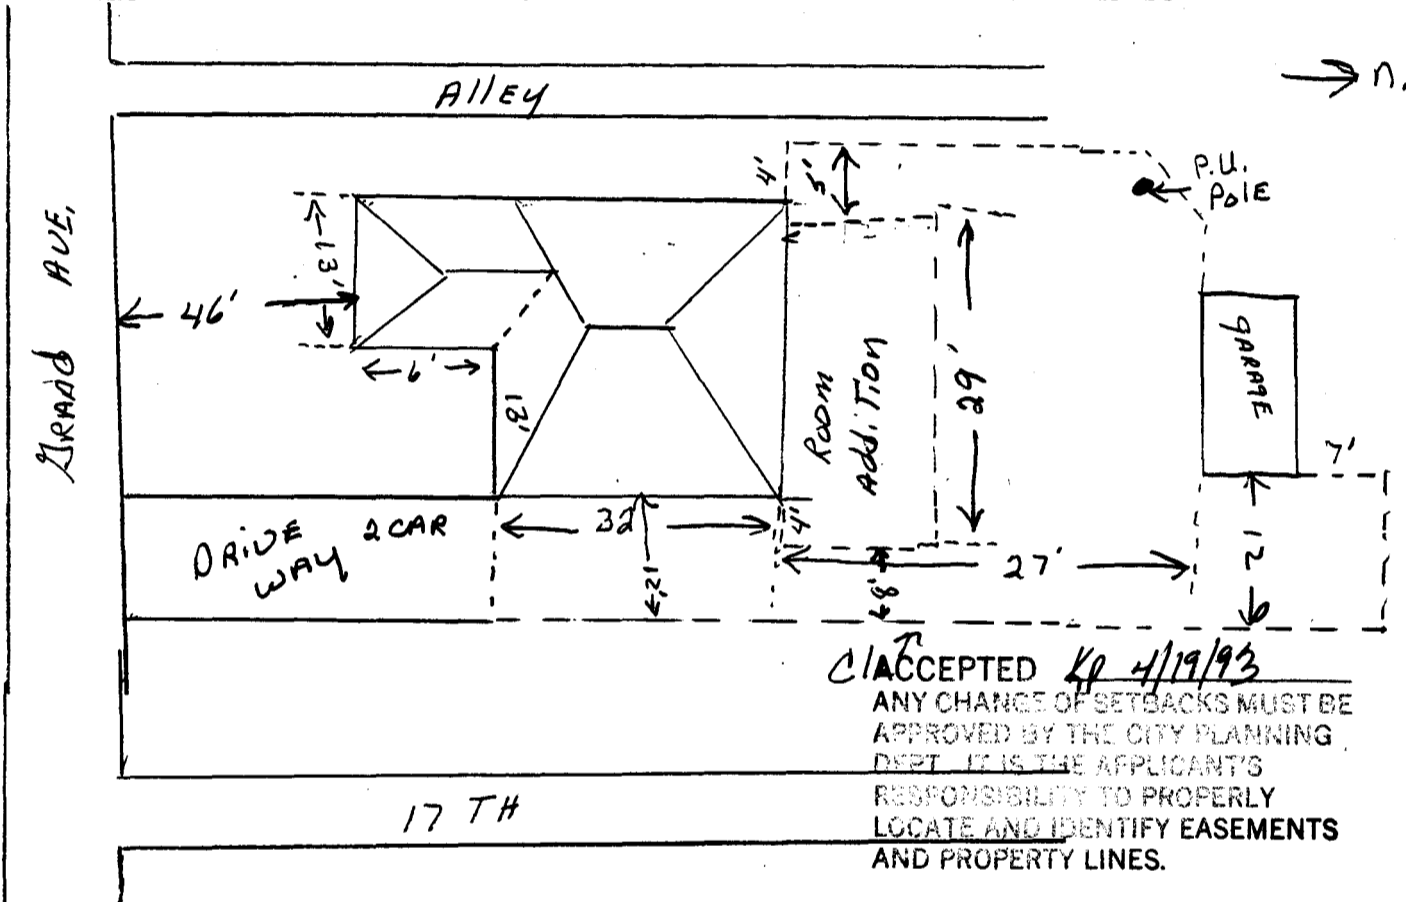 Alley
n.
P.U.
Pole
4'
5'
GRAND AVE,
13'
46'
6'
Room
Addition
29'
GARAGE
7'
DRIVE WAY
2 CAR
32'
4'
12'
8'
27'
21
ACCEPTED KP 4/19/93
ANY CHANGE OF SETBACKS MUST BE
APPROVED BY THE CITY PLANNING
DEPT. IT IS THE APPLICANT'S
RESPONSIBILITY TO PROPERLY
LOCATE AND IDENTIFY EASEMENTS
AND PROPERTY LINES.
17 TH